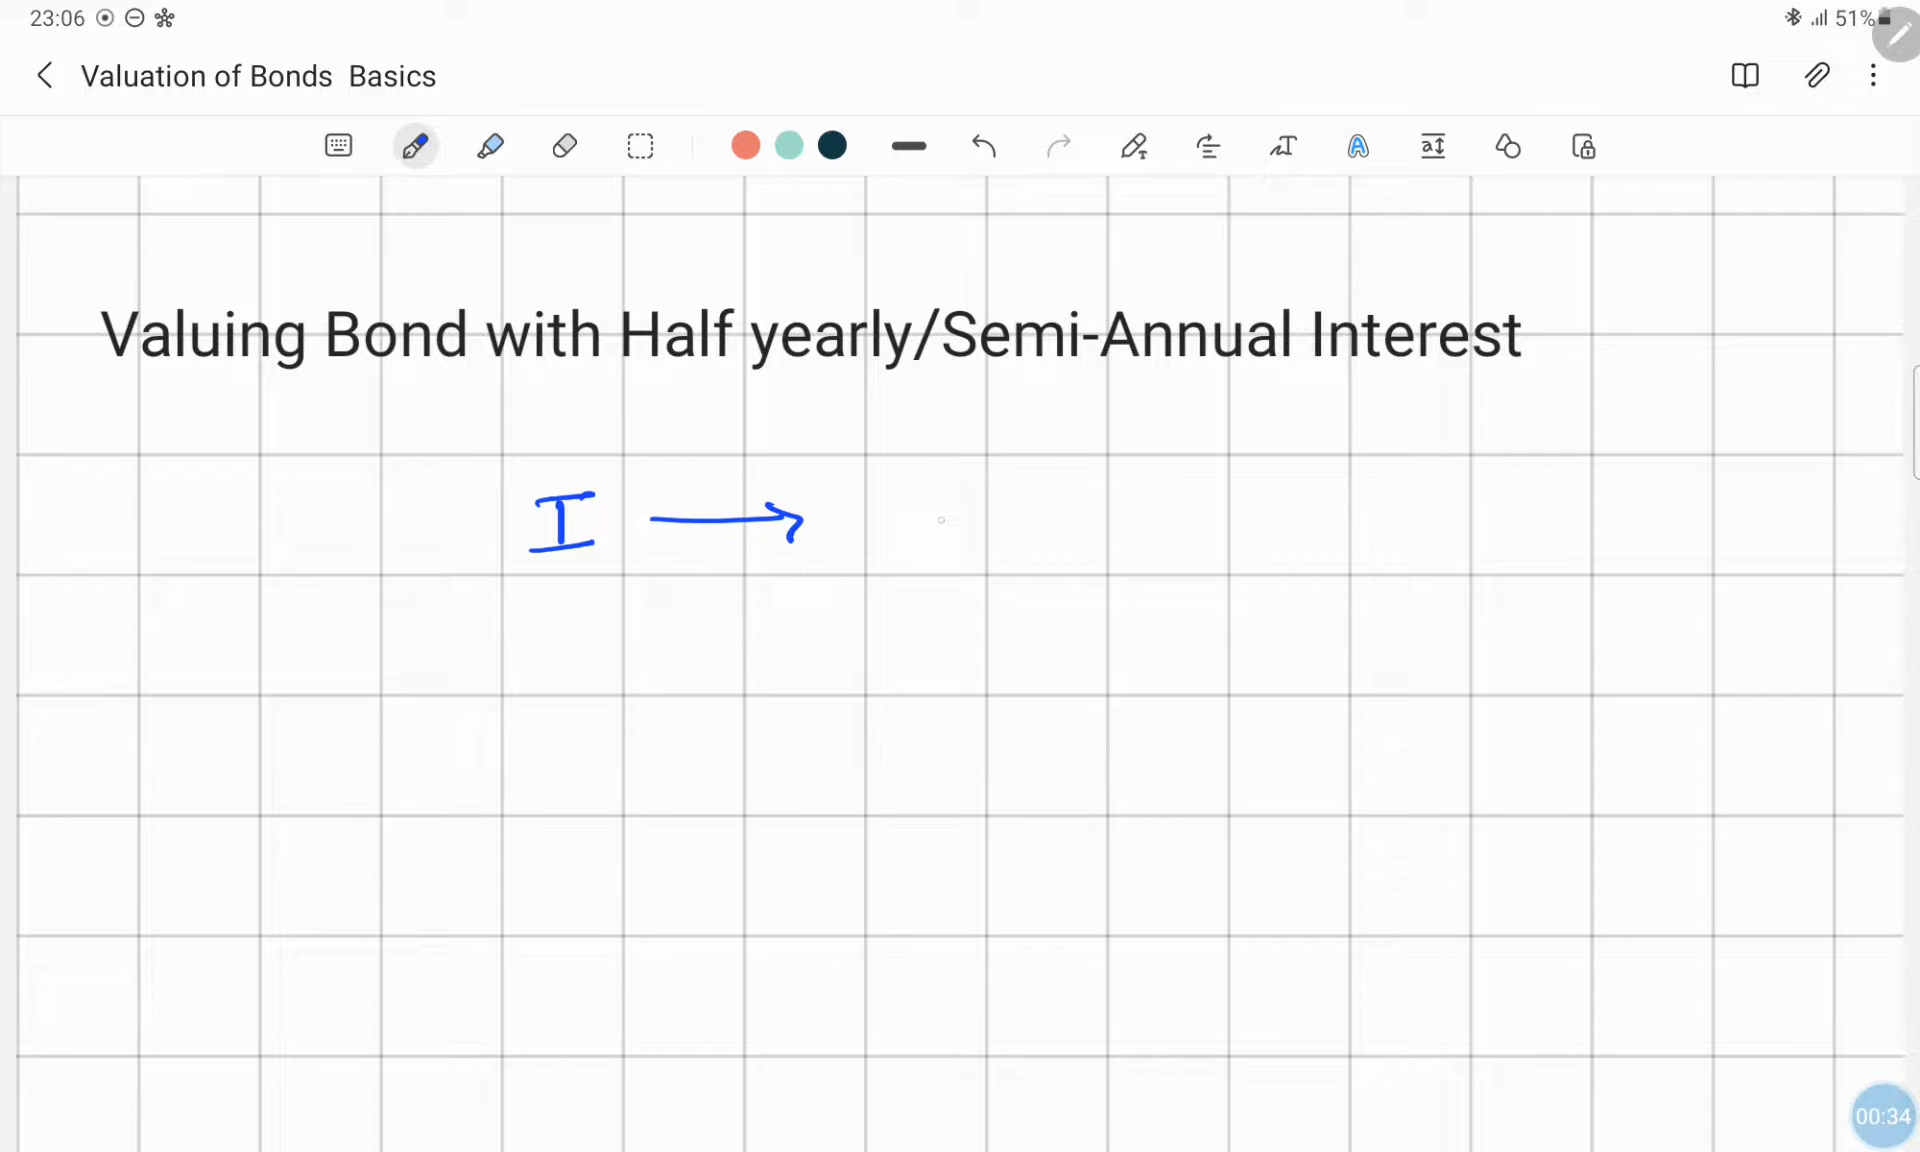 23:06 51%
Valuation of Bonds Basics
A a
Valuing Bond with Half yearly/Semi-Annual Interest
I →
00:34